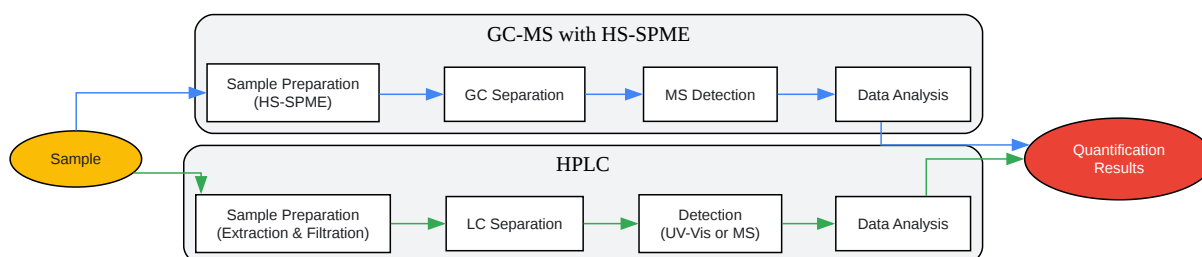 GC-MS with HS-SPME
Sample Preparation
(HS-SPME)
GC Separation
MS Detection
Data Analysis
Sample
Quantification
Results
HPLC
Sample Preparation
(Extraction & Filtration)
LC Separation
Detection
(UV-Vis or MS)
Data Analysis